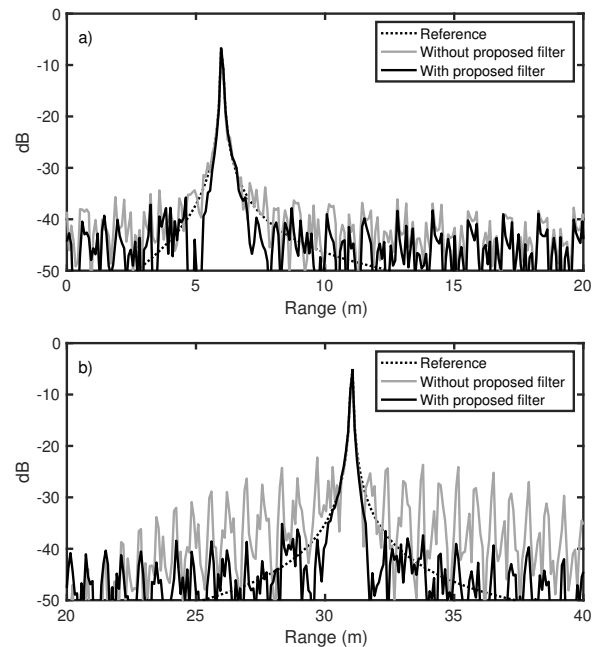 a)
Reference
Without proposed filter
With proposed filter
0
-10
-20
-30
-40
-50
dB
0 5 10 15 20
Range (m)
b)
Reference
Without proposed filter
With proposed filter
0
-10
-20
-30
-40
-50
dB
20 25 30 35 40
Range (m)